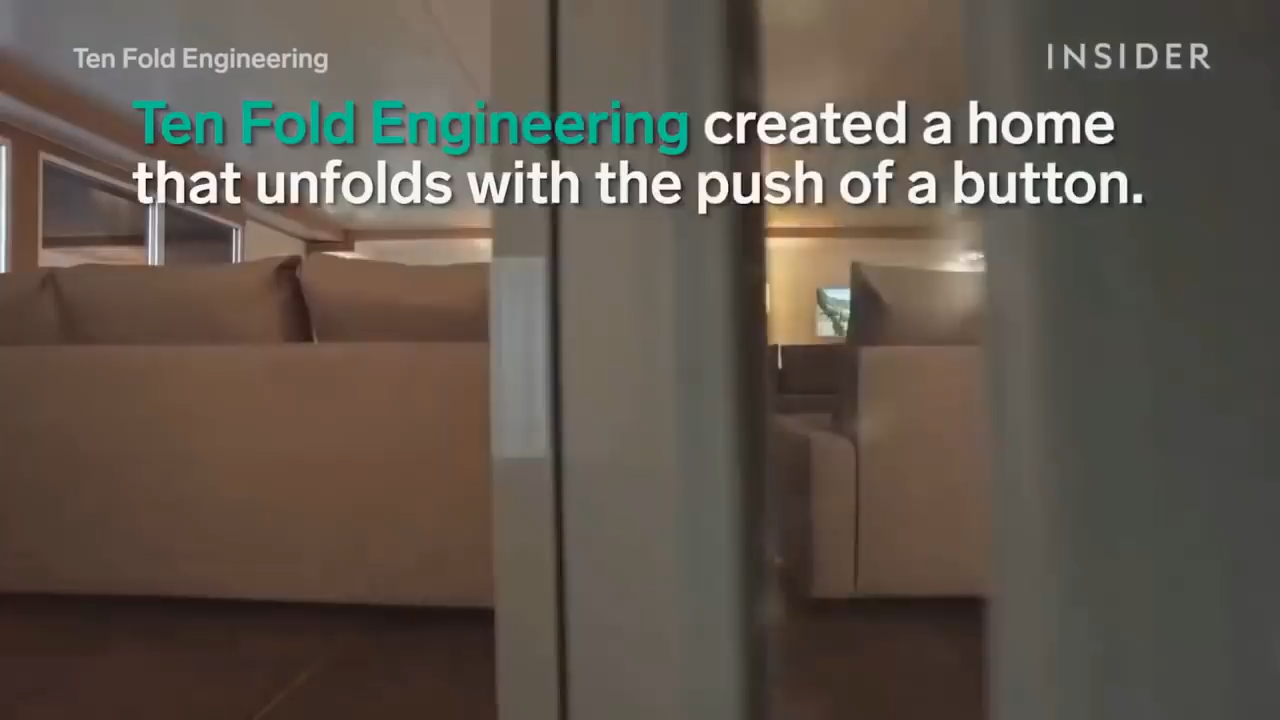 Ten Fold Engineering
INSIDER
Ten Fold Engineering created a home
that unfolds with the push of a button.